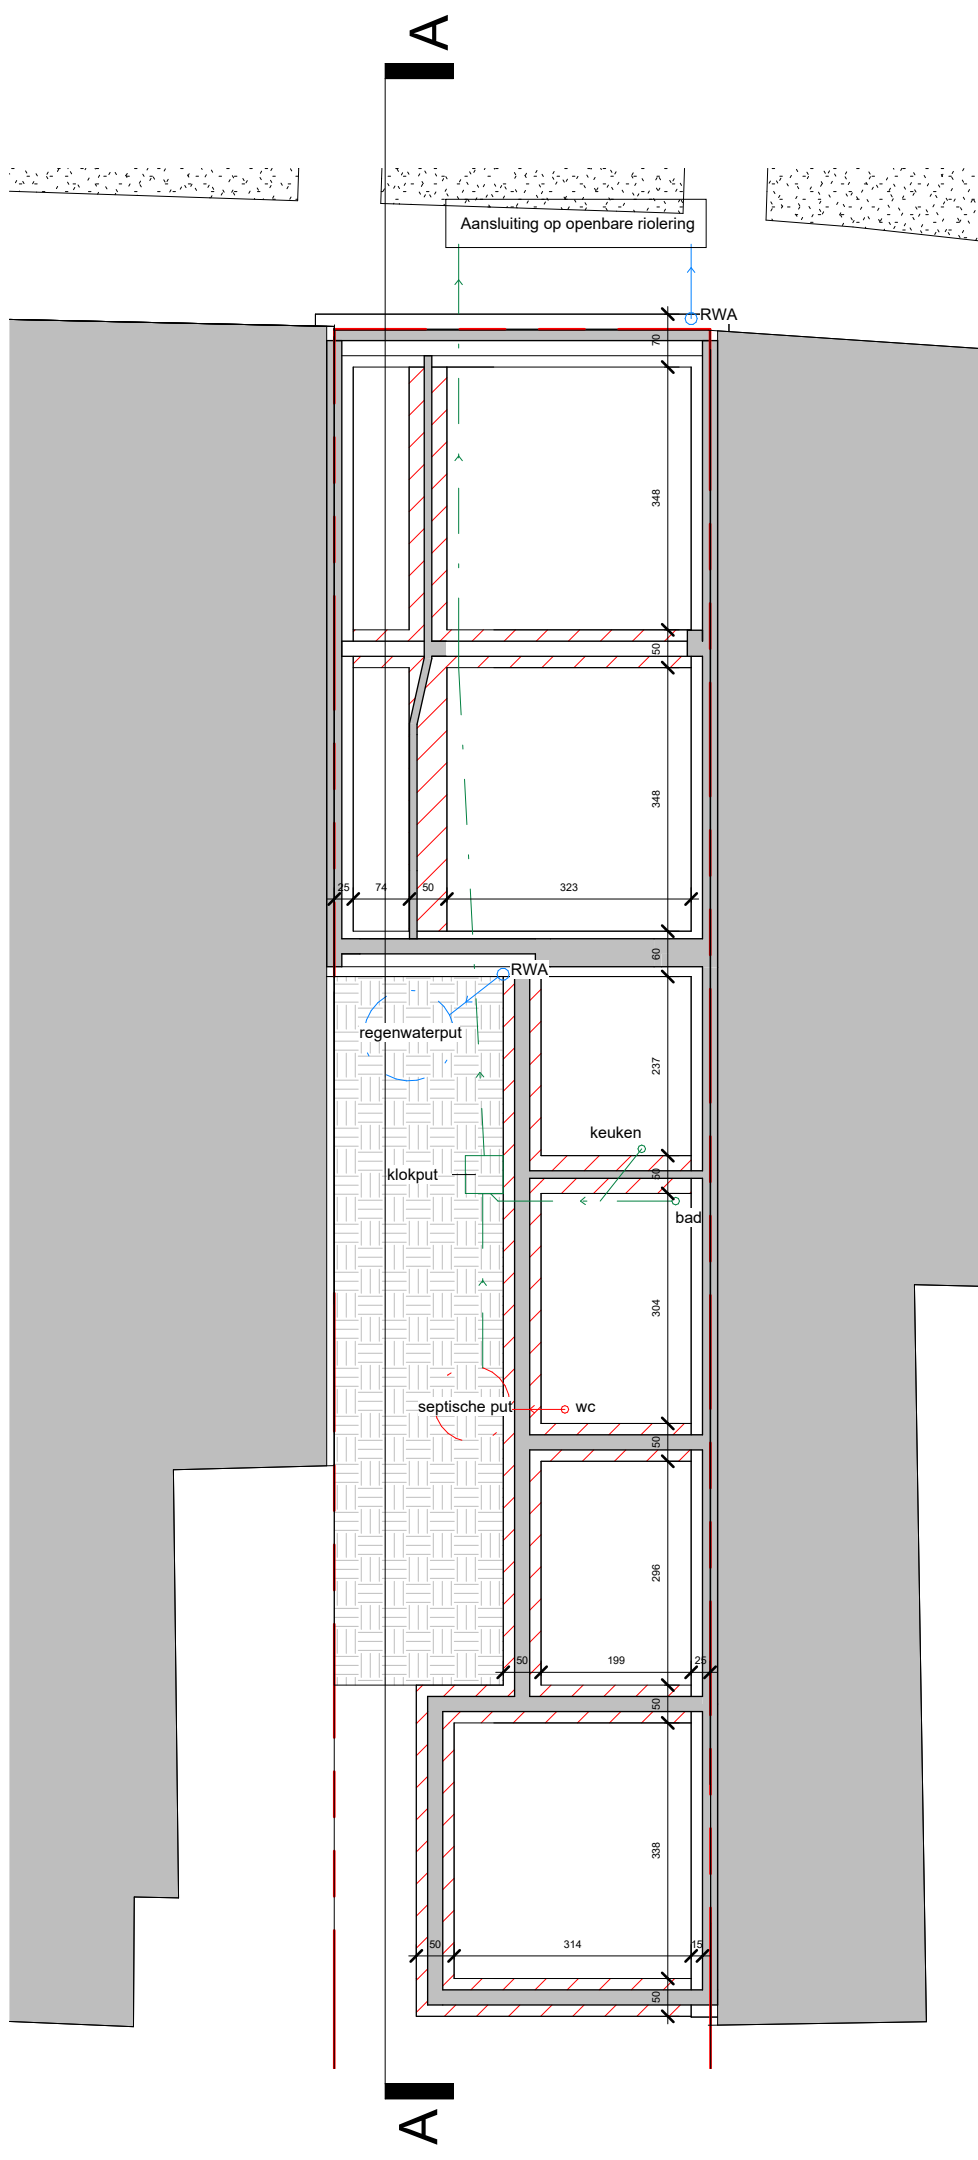 A
Aansluiting op openbare riolering
RWA
70
348
50
348
25 74 50 323
60
RWA
regenwaterput
237
keuken
klokput
50
bad
304
septische put
wc
50
296
50 199 25
50
338
50 314 15
50
A